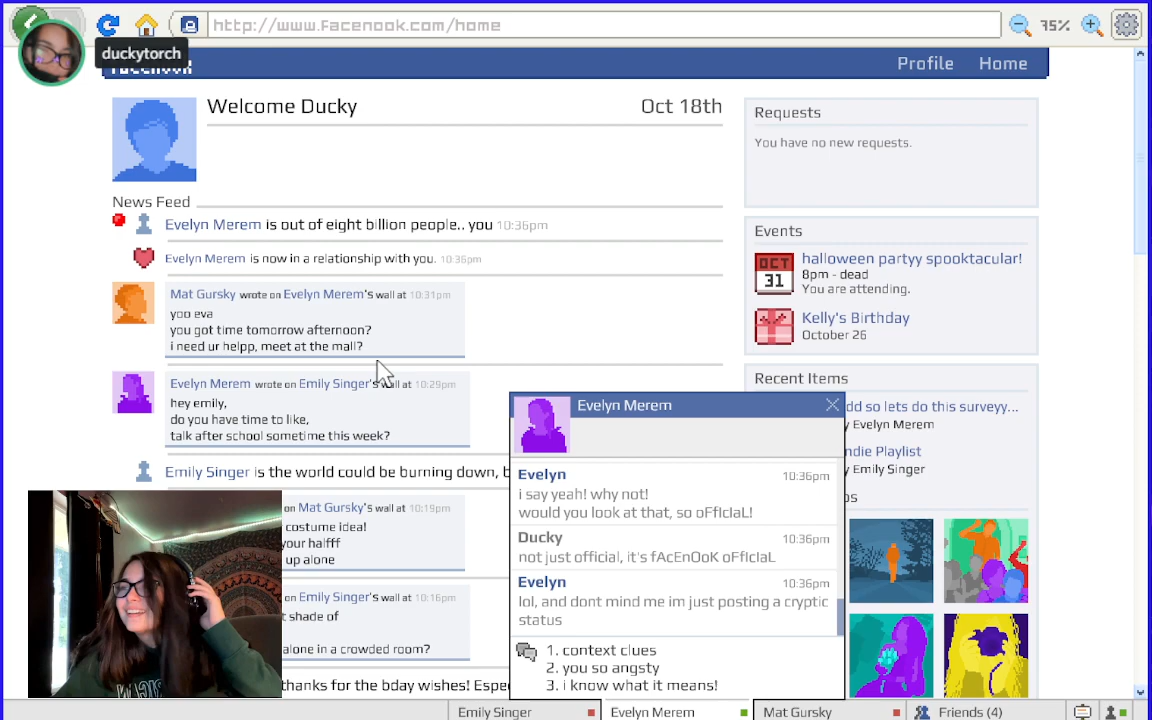 http://www.Facenook.com/home
75%
duckytorch
Profile
Home
Welcome Ducky
Oct 18th
News Feed
Evelyn Merem is out of eight billion people.. you 10:36pm
Evelyn Merem is now in a relationship with you. 10:36pm
Mat Gursky wrote on Evelyn Merem's wall at 10:31pm
yoo eva
you got time tomorrow afternoon?
i need ur helpp, meet at the mall?
Evelyn Merem wrote on Emily Singer's wall at 10:29pm
hey emily,
do you have time to like,
talk after school sometime this week?
Emily Singer is the world could be burning down,
on Mat Gursky's wall at 10:19pm
costume idea!
your halfff
up alone
on Emily Singer's wall at 10:16pm
t shade of
alone in a crowded room?
thanks for the bday wishes!
Requests
You have no new requests.
Events
OCT
31
halloween partyy spooktacular!
8pm - dead
You are attending.
Kelly's Birthday
October 26
Recent Items
dd so lets do this surveyy...
y Evelyn Merem
ndie Playlist
y Emily Singer
os
Evelyn Merem
Evelyn 10:36pm
i say yeah! why not!
would you look at that, so oFfIcIaL!
Ducky 10:36pm
not just official, it's fAcEnOoK oFfIcIaL
Evelyn 10:36pm
lol, and dont mind me im just posting a cryptic
status
1. context clues
2. you so angsty
3. i know what it means!
Emily Singer
Evelyn Merem
Mat Gursky
Friends (4)